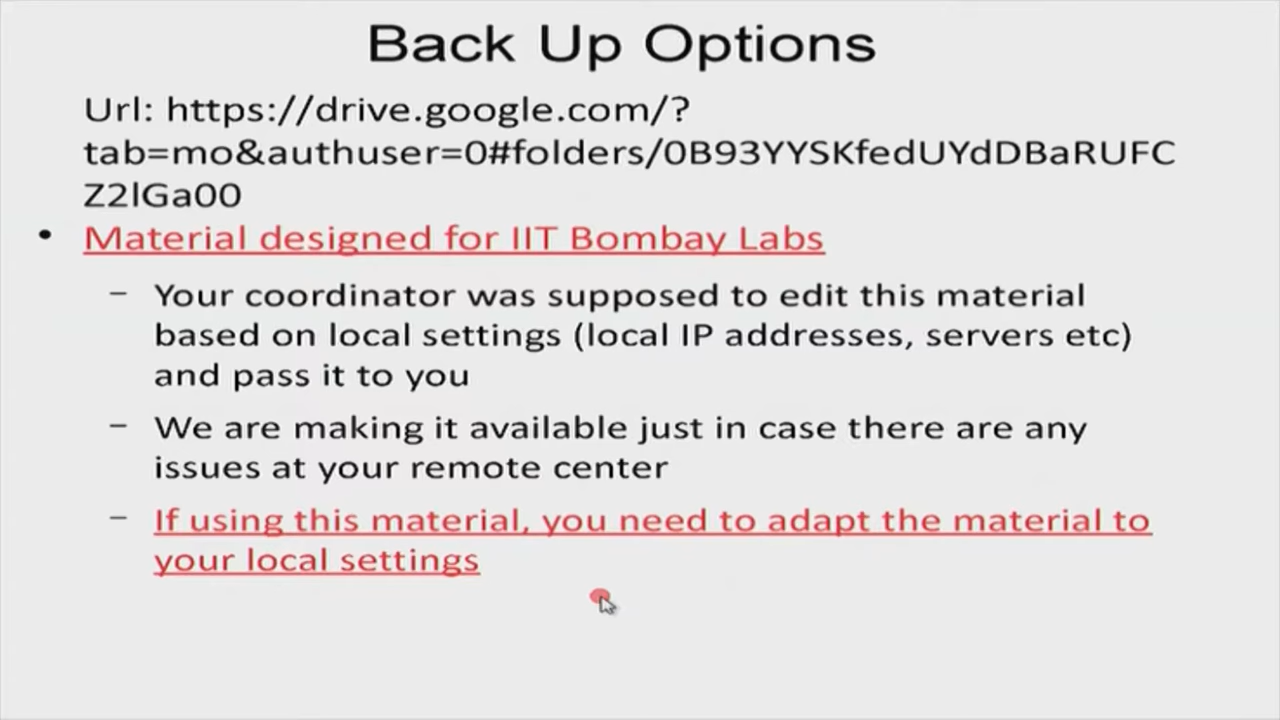 Back Up Options
Url: https://drive.google.com/?
tab=mo&authuser=0#folders/0B93YYSKfedUYdDBaRUFC
Z2lGa00
• Material designed for IIT Bombay Labs
– Your coordinator was supposed to edit this material
based on local settings (local IP addresses, servers etc)
and pass it to you
– We are making it available just in case there are any
issues at your remote center
– If using this material, you need to adapt the material to
your local settings